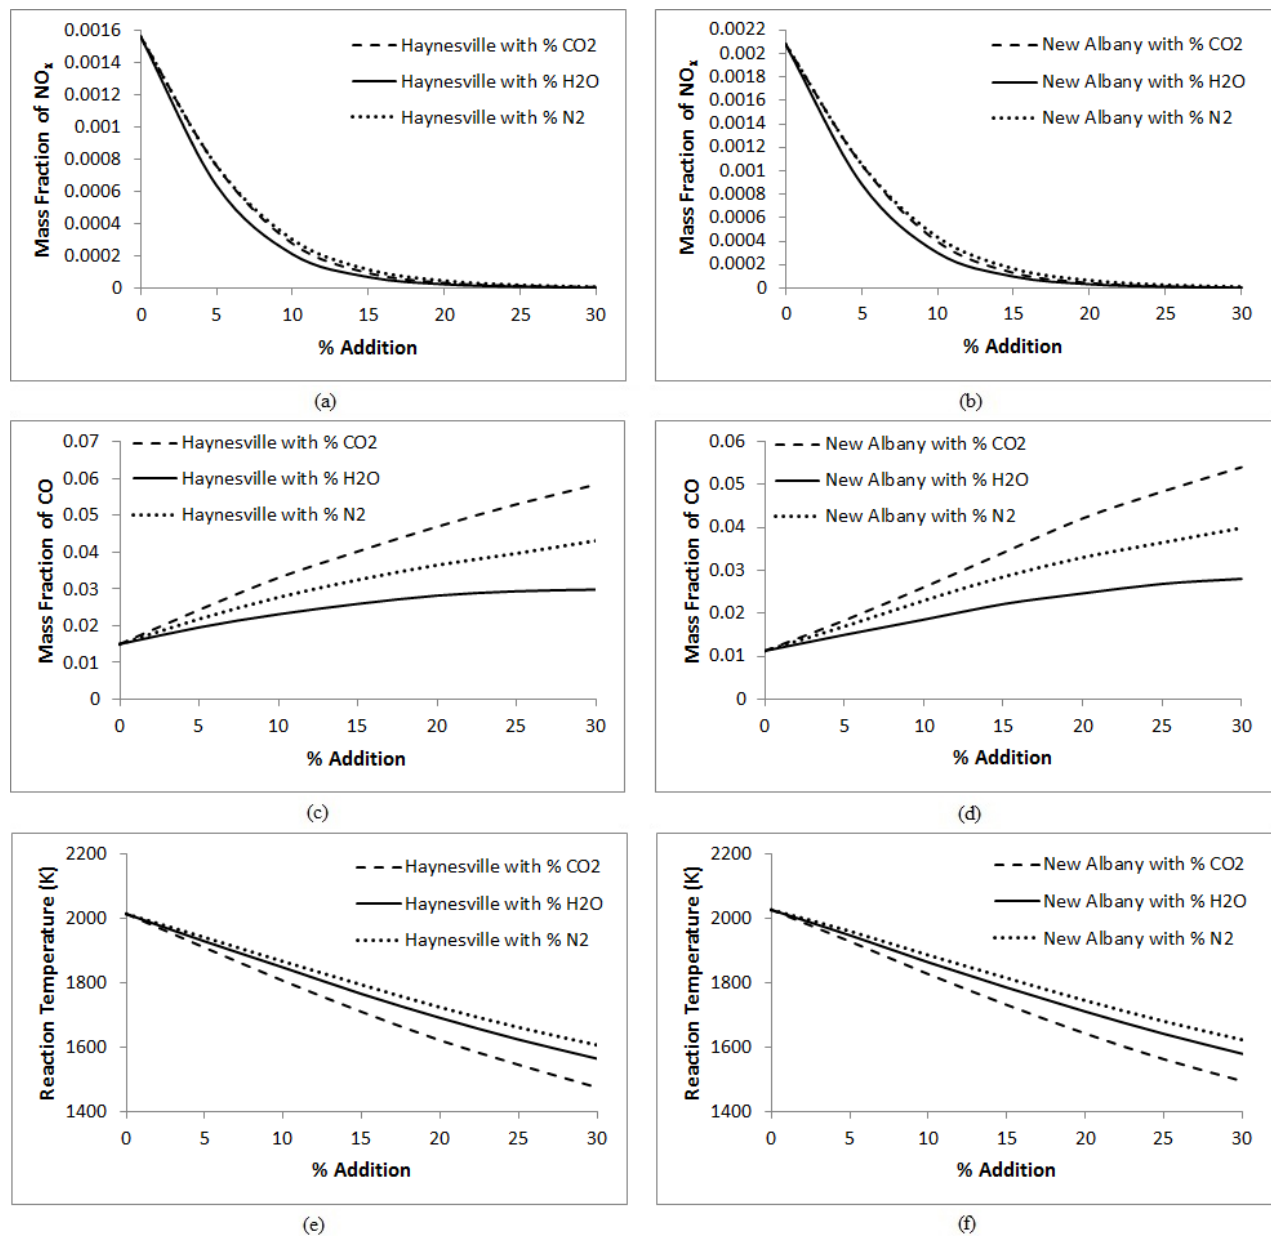 Mass Fraction of NOx
0.0016
0.0014
0.0012
0.001
0.0008
0.0006
0.0004
0.0002
0
0 5 10 15 20 25 30
% Addition
Haynesville with % CO2
Haynesville with % H2O
Haynesville with % N2
(a)
Mass Fraction of NOx
0.0022
0.002
0.0018
0.0016
0.0014
0.0012
0.001
0.0008
0.0006
0.0004
0.0002
0
0 5 10 15 20 25 30
% Addition
New Albany with % CO2
New Albany with % H2O
New Albany with % N2
(b)
Mass Fraction of CO
0.07
0.06
0.05
0.04
0.03
0.02
0.01
0
0 5 10 15 20 25 30
% Addition
Haynesville with % CO2
Haynesville with % H2O
Haynesville with % N2
(c)
Mass Fraction of CO
0.06
0.05
0.04
0.03
0.02
0.01
0
0 5 10 15 20 25 30
% Addition
New Albany with % CO2
New Albany with % H2O
New Albany with % N2
(d)
Reaction Temperature (K)
2200
2000
1800
1600
1400
0 5 10 15 20 25 30
% Addition
Haynesville with % CO2
Haynesville with % H2O
Haynesville with % N2
(e)
Reaction Temperature (K)
2200
2000
1800
1600
1400
0 5 10 15 20 25 30
% Addition
New Albany with % CO2
New Albany with % H2O
New Albany with % N2
(f)